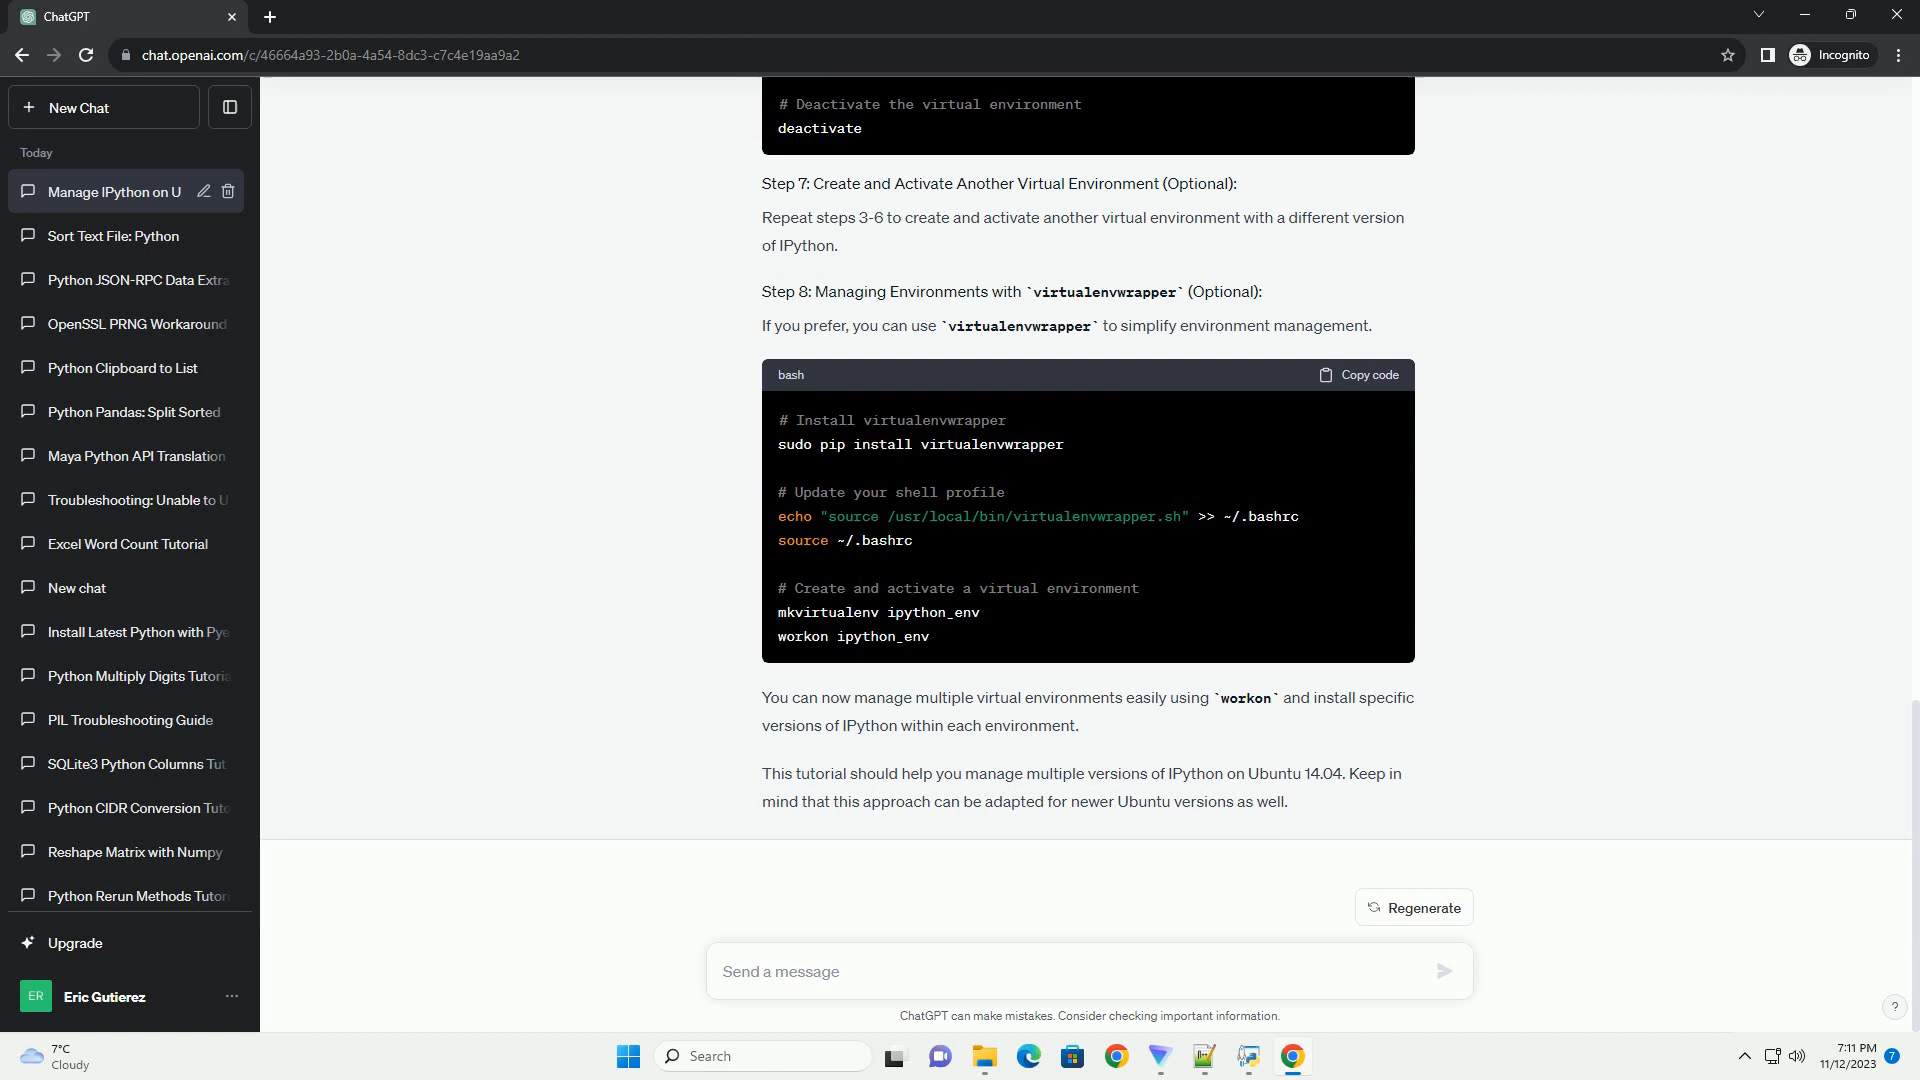 ChatGPT
chat.openai.com/c/46664a93-2b0a-4a54-8dc3-c7c4e19aa9a2
Incognito
New Chat
Today
Manage IPython on U
Sort Text File: Python
Python JSON-RPC Data Extra
OpenSSL PRNG Workaround
Python Clipboard to List
Python Pandas: Split Sorted
Maya Python API Translation
Troubleshooting: Unable to U
Excel Word Count Tutorial
New chat
Install Latest Python with Pye
Python Multiply Digits Tutoria
PIL Troubleshooting Guide
SQLite3 Python Columns Tut
Python CIDR Conversion Tuto
Reshape Matrix with Numpy
Python Rerun Methods Tutori
Upgrade
ER
Eric Gutierez
# Deactivate the virtual environment
deactivate
Step 7: Create and Activate Another Virtual Environment (Optional):
Repeat steps 3-6 to create and activate another virtual environment with a different version
of IPython.
Step 8: Managing Environments with `virtualenvwrapper` (Optional):
If you prefer, you can use `virtualenvwrapper` to simplify environment management.
bash
Copy code
# Install virtualenvwrapper
sudo pip install virtualenvwrapper
# Update your shell profile
echo "source /usr/local/bin/virtualenvwrapper.sh" >> ~/.bashrc
source ~/.bashrc
# Create and activate a virtual environment
mkvirtualenv ipython_env
workon ipython_env
You can now manage multiple virtual environments easily using `workon` and install specific
versions of IPython within each environment.
This tutorial should help you manage multiple versions of IPython on Ubuntu 14.04. Keep in
mind that this approach can be adapted for newer Ubuntu versions as well.
Regenerate
Send a message
ChatGPT can make mistakes. Consider checking important information.
?
7°C
Cloudy
Search
7:11 PM
11/12/2023
7